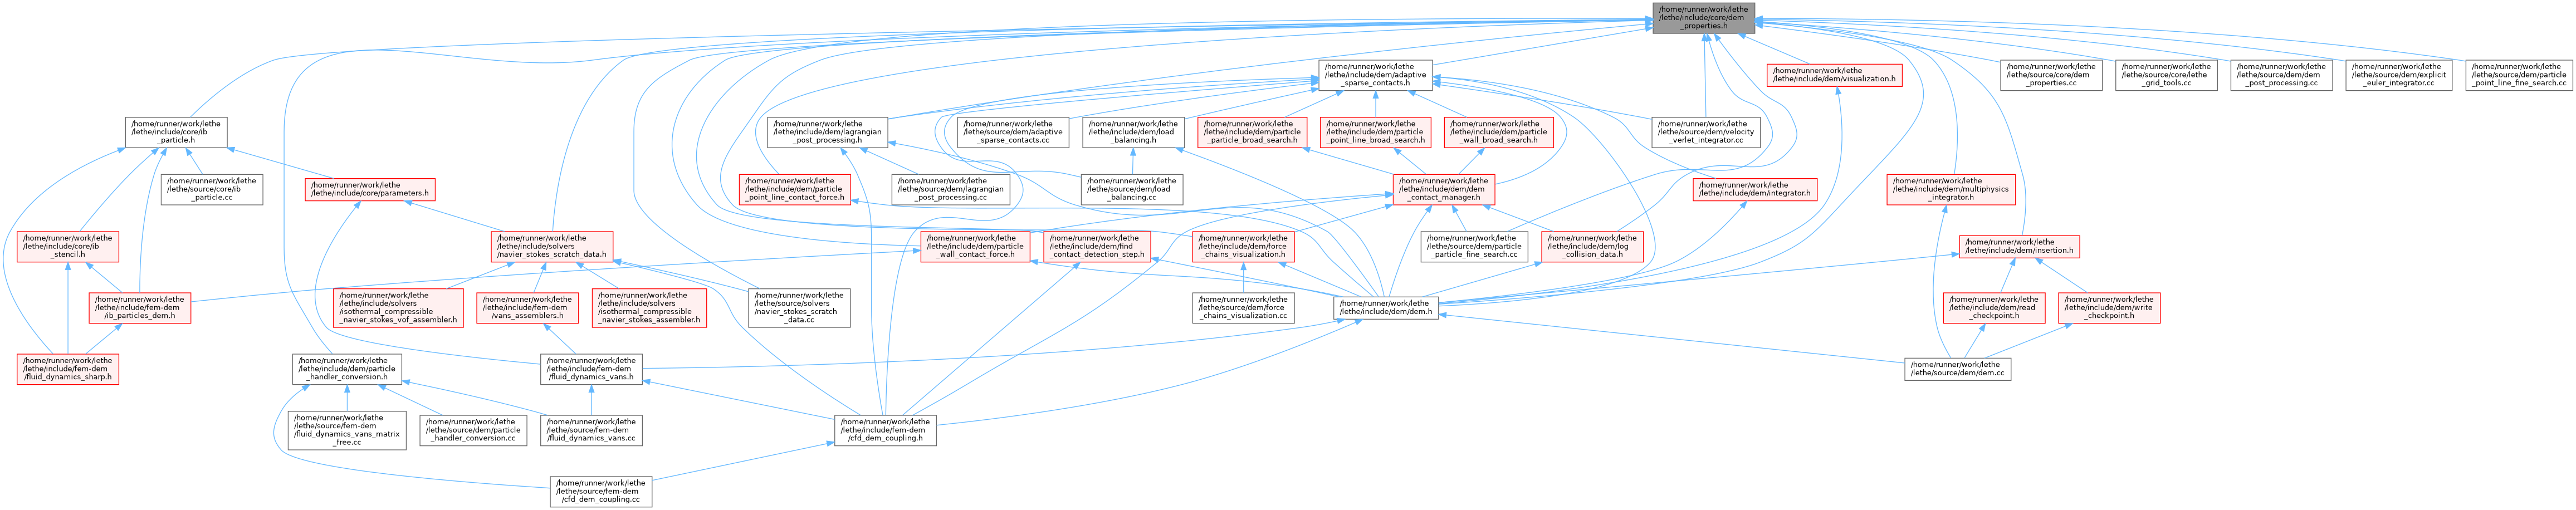 /home/runner/work/lethe
/lethe/include/core/dem
_properties.h
/home/runner/work/lethe
/lethe/include/dem/adaptive
_sparse_contacts.h
/home/runner/work/lethe
/lethe/include/dem/visualization.h
/home/runner/work/lethe
/lethe/source/core/dem
_properties.cc
/home/runner/work/lethe
/lethe/source/core/lethe
_grid_tools.cc
/home/runner/work/lethe
/lethe/source/dem/dem
_post_processing.cc
/home/runner/work/lethe
/lethe/source/dem/explicit
_euler_integrator.cc
/home/runner/work/lethe
/lethe/source/dem/particle
_point_line_fine_search.cc
/home/runner/work/lethe
/lethe/include/core/ib
_particle.h
/home/runner/work/lethe
/lethe/include/dem/lagrangian
_post_processing.h
/home/runner/work/lethe
/lethe/source/dem/adaptive
_sparse_contacts.cc
/home/runner/work/lethe
/lethe/include/dem/load
_balancing.h
/home/runner/work/lethe
/lethe/include/dem/particle
_particle_broad_search.h
/home/runner/work/lethe
/lethe/include/dem/particle
_point_line_broad_search.h
/home/runner/work/lethe
/lethe/include/dem/particle
_wall_broad_search.h
/home/runner/work/lethe
/lethe/source/dem/velocity
_verlet_integrator.cc
/home/runner/work/lethe
/lethe/source/core/ib
_particle.cc
/home/runner/work/lethe
/lethe/include/core/parameters.h
/home/runner/work/lethe
/lethe/include/dem/particle
_point_line_contact_force.h
/home/runner/work/lethe
/lethe/source/dem/lagrangian
_post_processing.cc
/home/runner/work/lethe
/lethe/source/dem/load
_balancing.cc
/home/runner/work/lethe
/lethe/include/dem/dem
_contact_manager.h
/home/runner/work/lethe
/lethe/include/dem/integrator.h
/home/runner/work/lethe
/lethe/include/dem/multiphysics
_integrator.h
/home/runner/work/lethe
/lethe/include/core/ib
_stencil.h
/home/runner/work/lethe
/lethe/include/solvers
/navier_stokes_scratch_data.h
/home/runner/work/lethe
/lethe/include/dem/particle
_wall_contact_force.h
/home/runner/work/lethe
/lethe/include/dem/find
_contact_detection_step.h
/home/runner/work/lethe
/lethe/include/dem/force
_chains_visualization.h
/home/runner/work/lethe
/lethe/source/dem/particle
_particle_fine_search.cc
/home/runner/work/lethe
/lethe/include/dem/log
_collision_data.h
/home/runner/work/lethe
/lethe/include/dem/insertion.h
/home/runner/work/lethe
/lethe/include/fem-dem
/ib_particles_dem.h
/home/runner/work/lethe
/lethe/include/solvers
/isothermal_compressible
_navier_stokes_vof_assembler.h
/home/runner/work/lethe
/lethe/include/fem-dem
/vans_assemblers.h
/home/runner/work/lethe
/lethe/include/solvers
/isothermal_compressible
_navier_stokes_assembler.h
/home/runner/work/lethe
/lethe/source/solvers
/navier_stokes_scratch
_data.cc
/home/runner/work/lethe
/lethe/source/dem/force
_chains_visualization.cc
/home/runner/work/lethe
/lethe/include/dem/dem.h
/home/runner/work/lethe
/lethe/include/dem/read
_checkpoint.h
/home/runner/work/lethe
/lethe/include/dem/write
_checkpoint.h
/home/runner/work/lethe
/lethe/include/fem-dem
/fluid_dynamics_sharp.h
/home/runner/work/lethe
/lethe/include/dem/particle
_handler_conversion.h
/home/runner/work/lethe
/lethe/include/fem-dem
/fluid_dynamics_vans.h
/home/runner/work/lethe
/lethe/source/dem/dem.cc
/home/runner/work/lethe
/lethe/source/fem-dem
/fluid_dynamics_vans_matrix
_free.cc
/home/runner/work/lethe
/lethe/source/dem/particle
_handler_conversion.cc
/home/runner/work/lethe
/lethe/source/fem-dem
/fluid_dynamics_vans.cc
/home/runner/work/lethe
/lethe/include/fem-dem
/cfd_dem_coupling.h
/home/runner/work/lethe
/lethe/source/fem-dem
/cfd_dem_coupling.cc